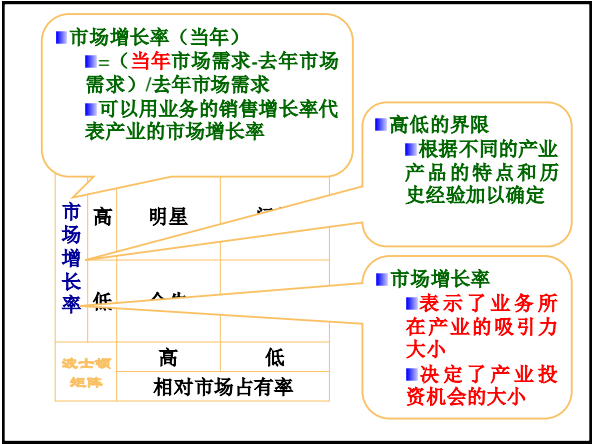 市场增长率（当年）
=（当年市场需求-去年市场
需求）/去年市场需求
可以用业务的销售增长率代
表产业的市场增长率
高低的界限
根据不同的产业
产品的特点和历
史经验加以确定
市场增长率
高
明星
低
市场增长率
表示了业务所
在产业的吸引力
大小
决定了产业投
资机会的大小
波士顿
矩阵
高
低
相对市场占有率